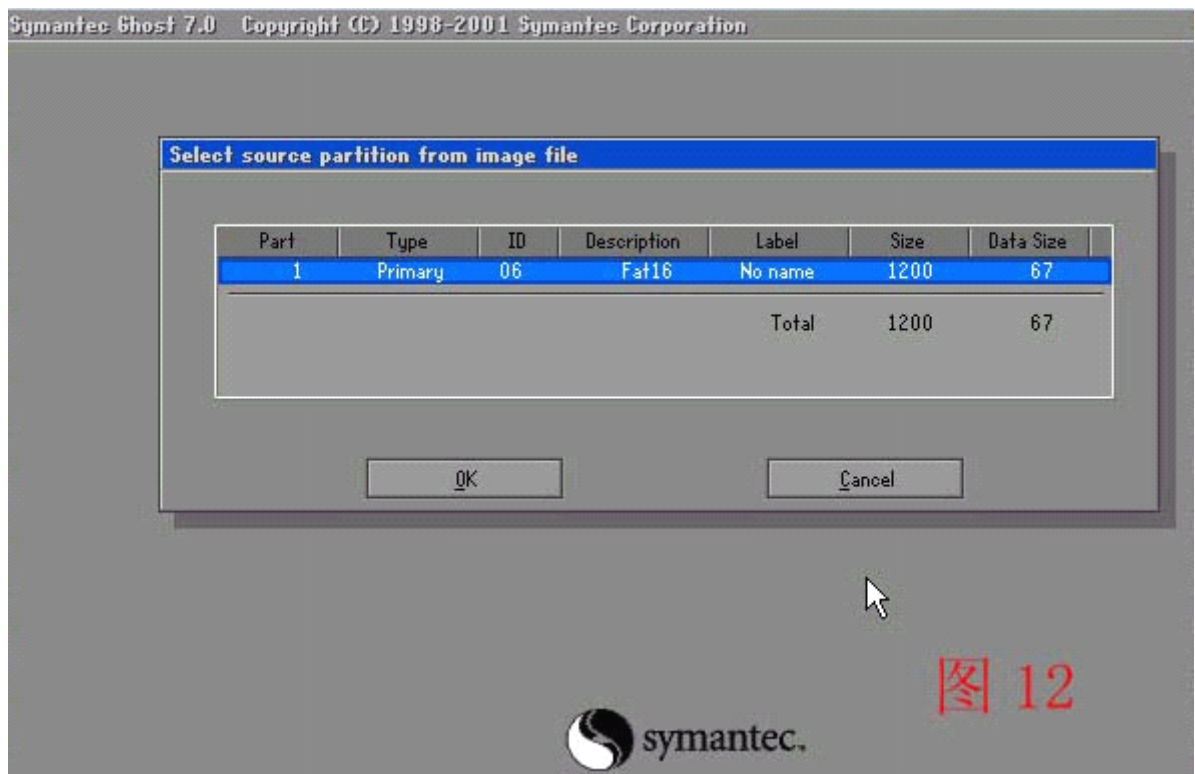 Symantec Ghost 7.0 Copyright (C) 1998-2001 Symantec Corporation
Select source partition from image file
Part Type ID Description Label Size Data Size
1 Primary 06 Fat16 No name 1200 67
Total 1200 67
OK Cancel
图 12
symantec.